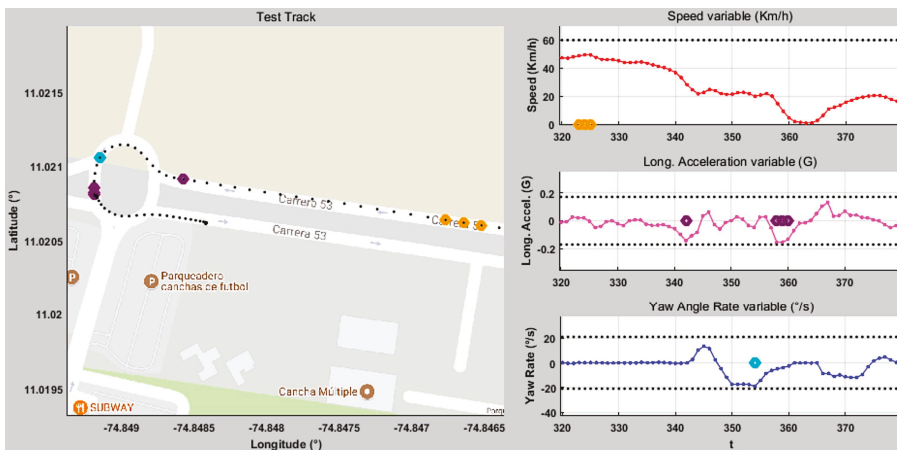 Test Track
11.0215
11.021
11.0205
11.02
11.0195
Latitude (°)
Carrera 53
Carrera 53
Carrera 53
P
P
Parqueadero
canchas de futbol
Cancha Múltiple
Parqu
SUBWAY
-74.849
-74.8485
-74.848
-74.8475
-74.847
-74.8465
Longitude (°)
Speed variable (Km/h)
60
40
20
0
Speed (Km/h)
320
330
340
350
360
370
Long. Acceleration variable (G)
0.2
0
-0.2
Long. Accel. (G)
320
330
340
350
360
370
Yaw Angle Rate variable (°/s)
20
0
-20
-40
Yaw Rate (°/s)
320
330
340
350
360
370
t